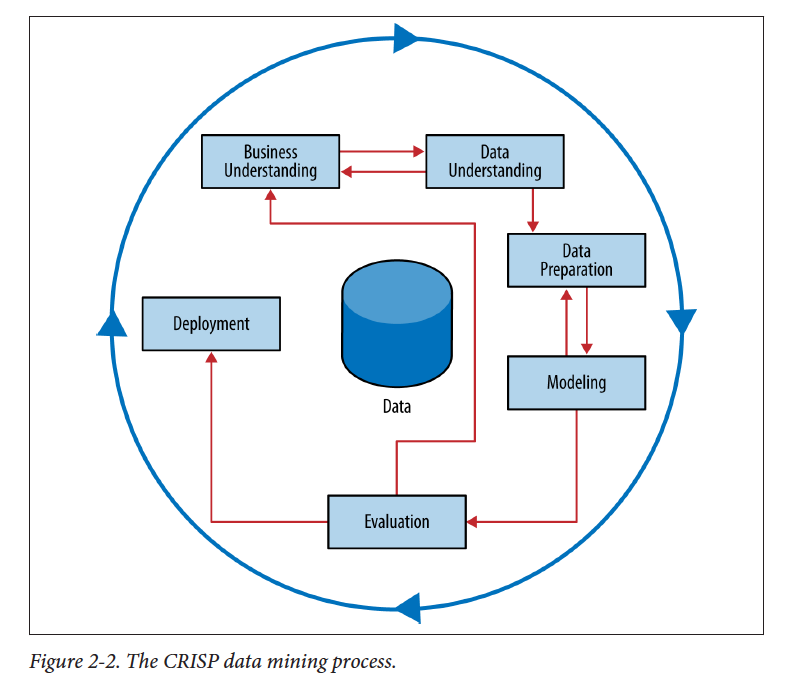 Business
Understanding
Data
Understanding
Data
Preparation
Deployment
Modeling
Data
Evaluation
Figure 2-2. The CRISP data mining process.